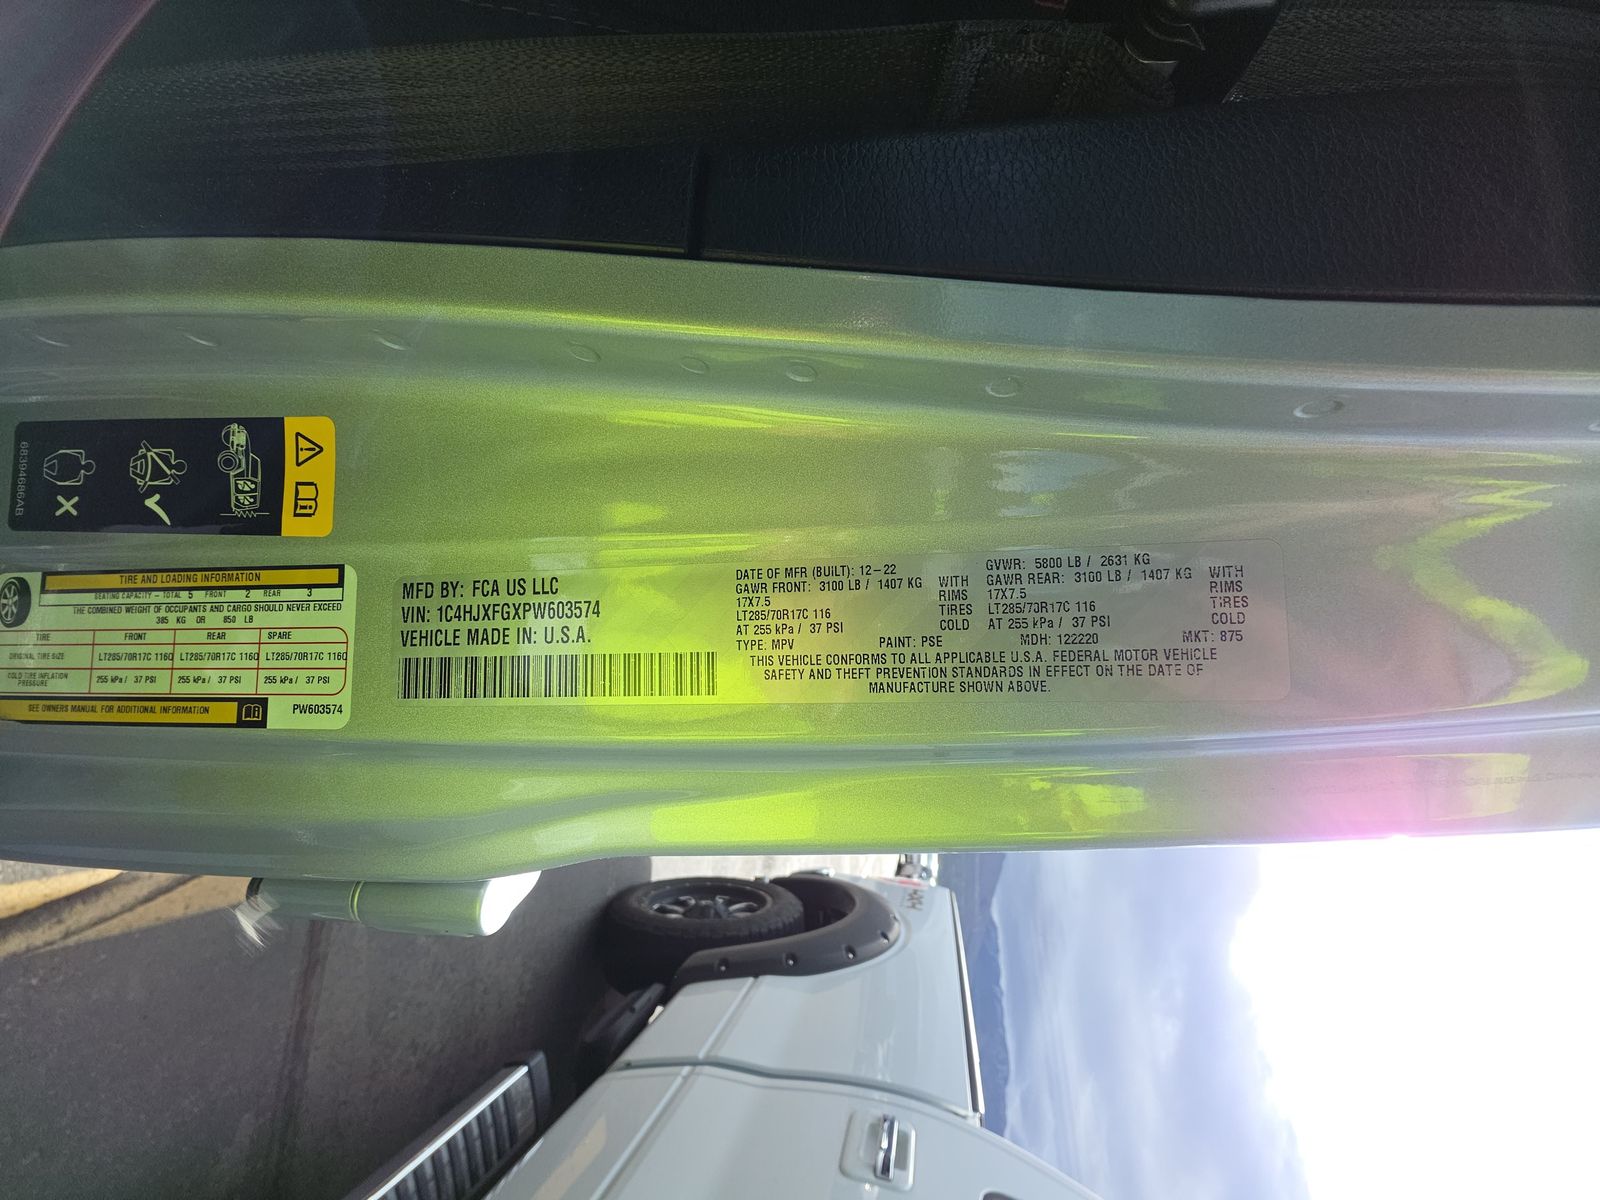 68394686AB
TIRE AND LOADING INFORMATION
SEATING CAPACITY - TOTAL 5 FRONT 2 REAR 3
THE COMBINED WEIGHT OF OCCUPANTS AND CARGO SHOULD NEVER EXCEED
385 KG OR 850 LB
TIRE FRONT REAR SPARE
ORIGINAL TIRE SIZE LT285/70R17C 116Q LT285/70R17C 116Q LT285/70R17C 116Q
COLD TIRE INFLATION PRESSURE 255 kPa / 37 PSI 255 kPa / 37 PSI 255 kPa / 37 PSI
SEE OWNERS MANUAL FOR ADDITIONAL INFORMATION
PW603574
MFD BY: FCA US LLC
VIN: 1C4HJXFGXPW603574
VEHICLE MADE IN: U.S.A.
DATE OF MFR (BUILT): 12-22
GAWR FRONT: 3100 LB / 1407 KG WITH
17X7.5 RIMS
LT285/70R17C 116 TIRES
AT 255 kPa / 37 PSI COLD
GVWR: 5800 LB / 2631 KG
GAWR REAR: 3100 LB / 1407 KG WITH
17X7.5 RIMS
LT285/70R17C 116 TIRES
AT 255 kPa / 37 PSI COLD
TYPE: MPV PAINT: PSE MDH: 122220 MKT: 875
THIS VEHICLE CONFORMS TO ALL APPLICABLE U.S.A. FEDERAL MOTOR VEHICLE
SAFETY AND THEFT PREVENTION STANDARDS IN EFFECT ON THE DATE OF
MANUFACTURE SHOWN ABOVE.
4X4